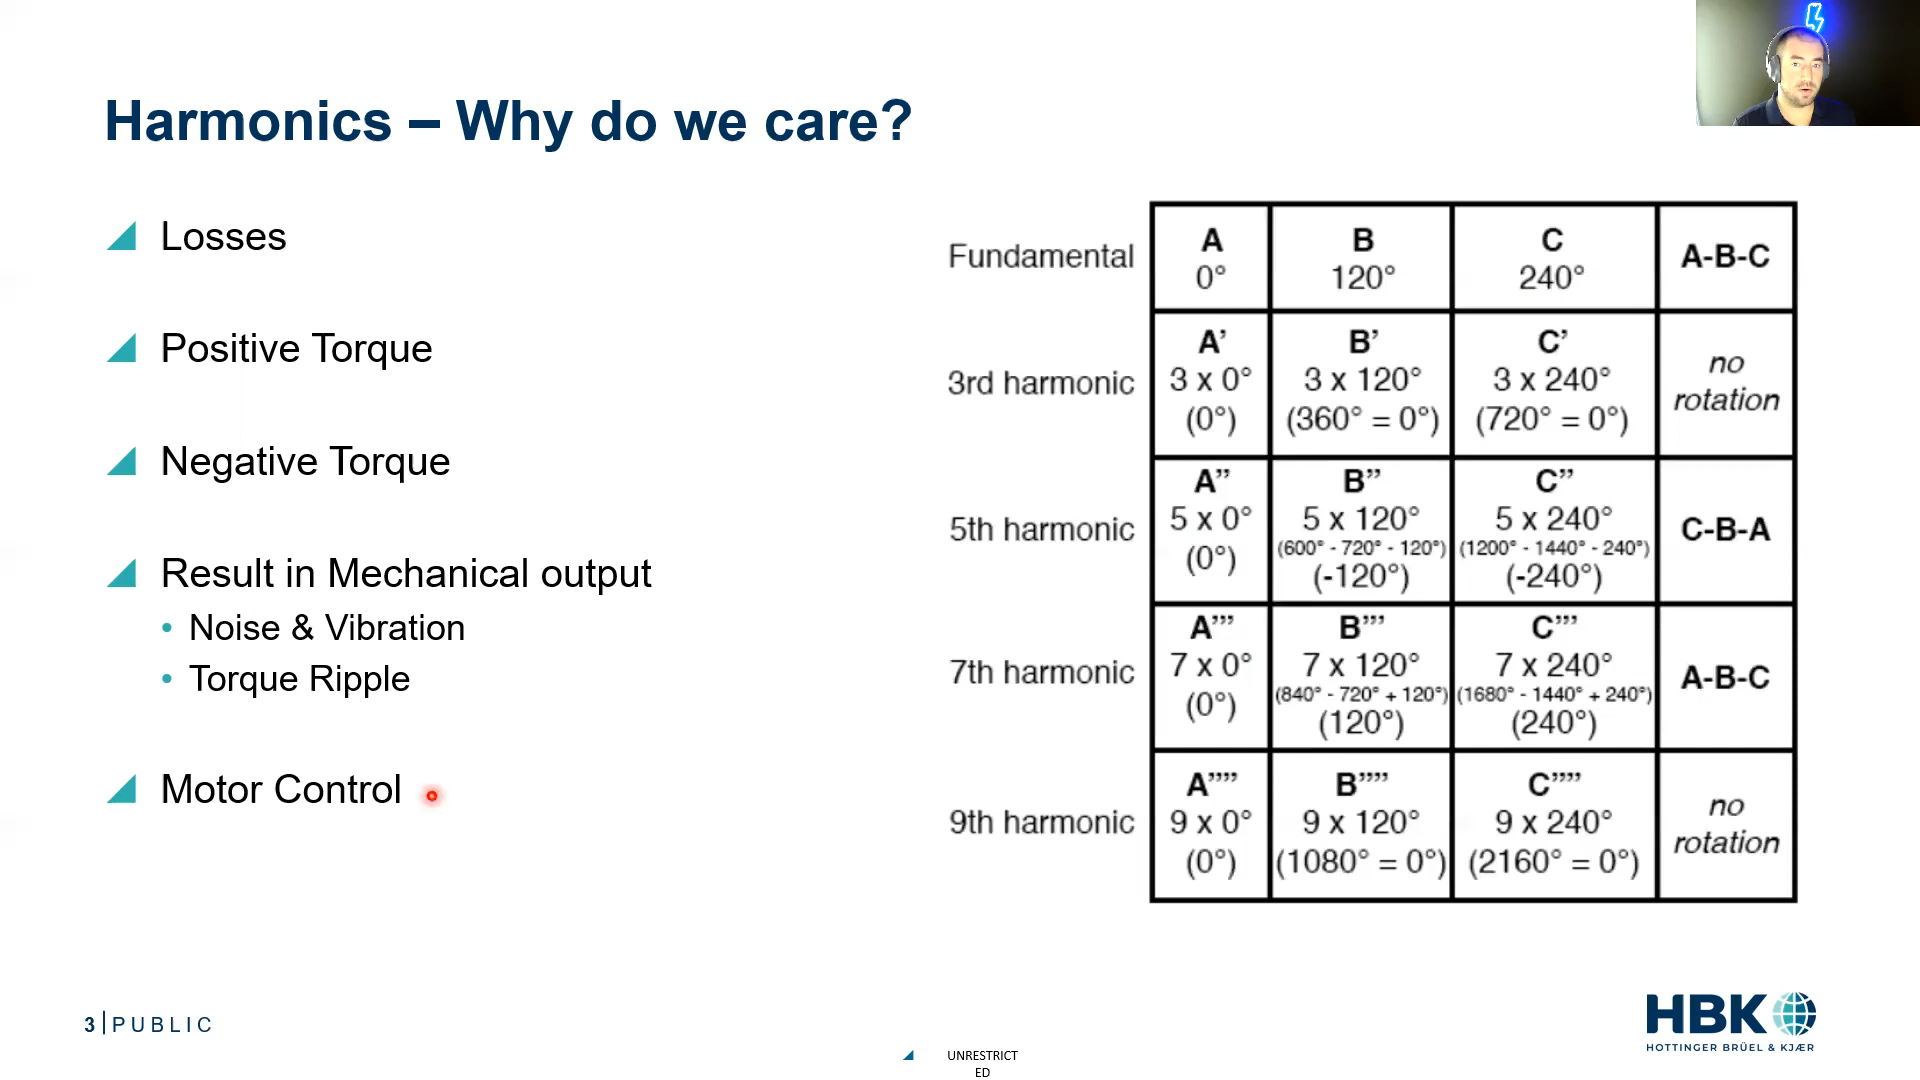 Harmonics – Why do we care?
Losses
Positive Torque
Negative Torque
Result in Mechanical output
• Noise & Vibration
• Torque Ripple
Motor Control
Fundamental
A
0°
B
120°
C
240°
A-B-C
3rd harmonic
A’
3 x 0°
(0°)
B’
3 x 120°
(360° = 0°)
C’
3 x 240°
(720° = 0°)
no
rotation
5th harmonic
A’’
5 x 0°
(0°)
B’’
5 x 120°
(600° - 720° - 120°)
(-120°)
C’’
5 x 240°
(1200° - 1440° - 240°)
(-240°)
C-B-A
7th harmonic
A’’’
7 x 0°
(0°)
B’’’
7 x 120°
(840° - 720° + 120°)
(120°)
C’’’
7 x 240°
(1680° - 1440° + 240°)
(240°)
A-B-C
9th harmonic
A’’’’
9 x 0°
(0°)
B’’’’
9 x 120°
(1080° = 0°)
C’’’’
9 x 240°
(2160° = 0°)
no
rotation
3 | PUBLIC
UNRESTRICT
ED
HBK
HOTTINGER BRÜEL & KJÆR